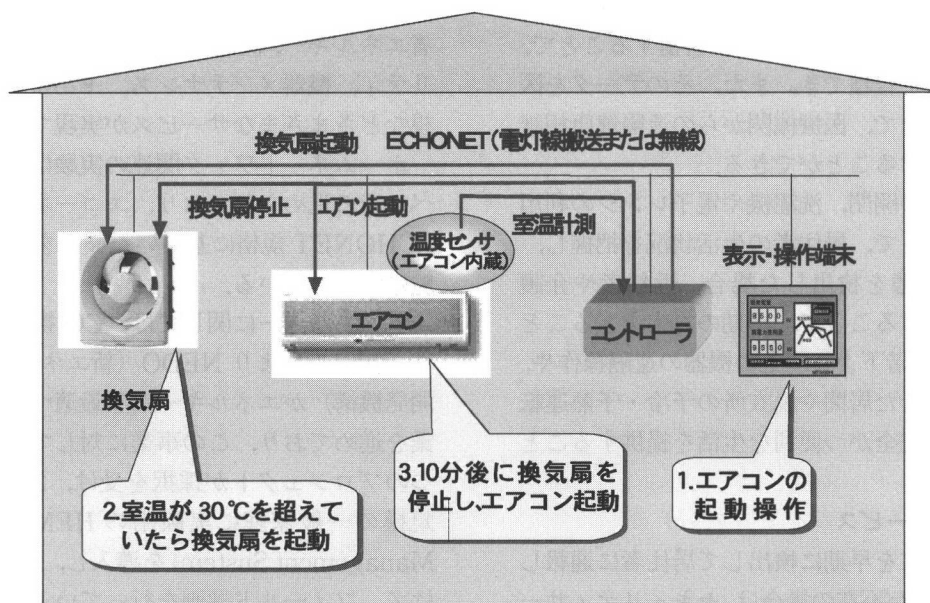 換気扇起動
ECHONET(電灯線搬送または無線)
換気扇停止
エアコン起動
室温計測
温度センサ
(エアコン内蔵)
表示・操作端末
エアコン
コントローラ
換気扇
1.エアコンの
起動操作
2.室温が30℃を超えて
いたら換気扇を起動
3.10分後に換気扇を
停止し、エアコン起動